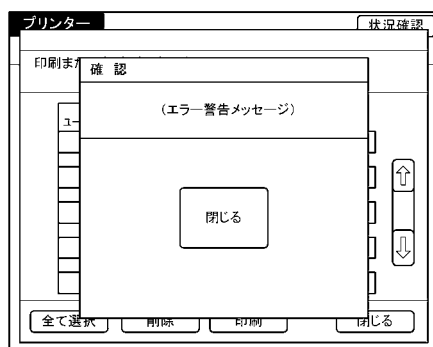 プリンター
状況確認
印刷ま
確 認
(エラー警告メッセージ)
ユー
閉じる
全て選択
削除
印刷
閉じる